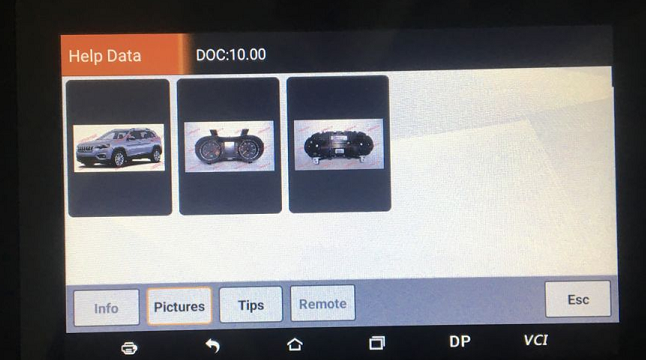 Help Data
DOC:10.00
Info
Pictures
Tips
Remote
Esc
DP
VCI